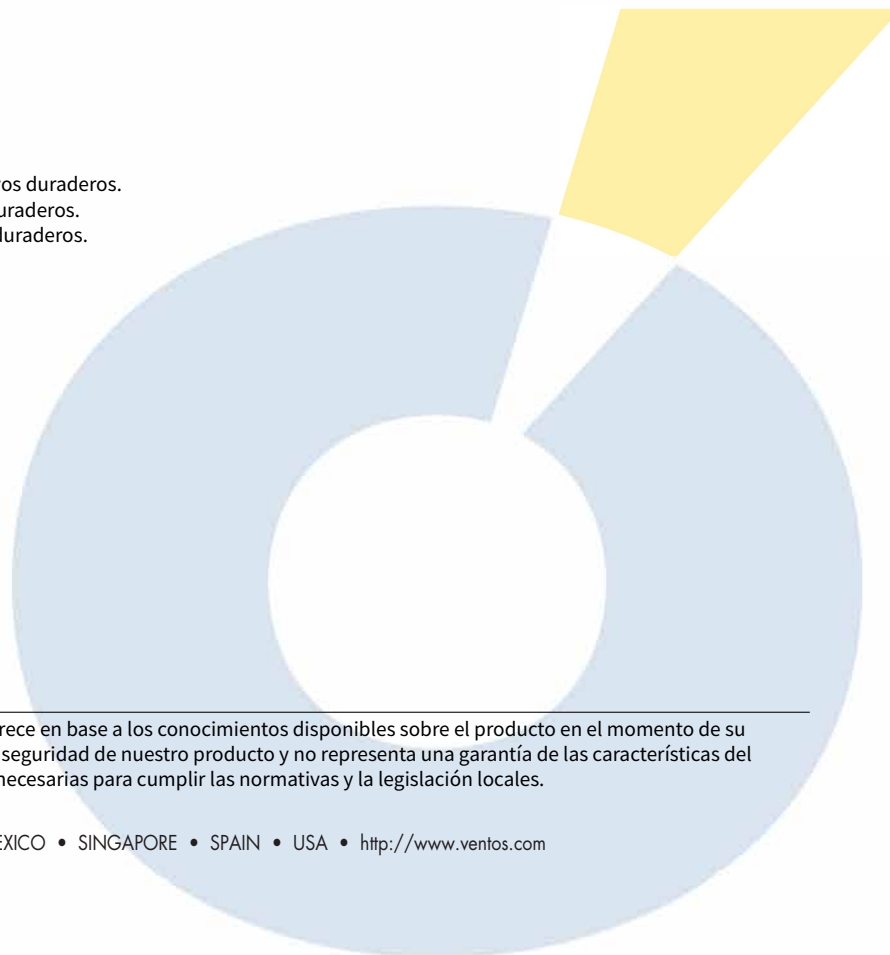 os duraderos.
uraderos.
duraderos.
rece en base a los conocimientos disponibles sobre el producto en el momento de su
seguridad de nuestro producto y no representa una garantía de las características del
necesarias para cumplir las normativas y la legislación locales.
EXICO • SINGAPORE • SPAIN • USA • http://www.ventos.com